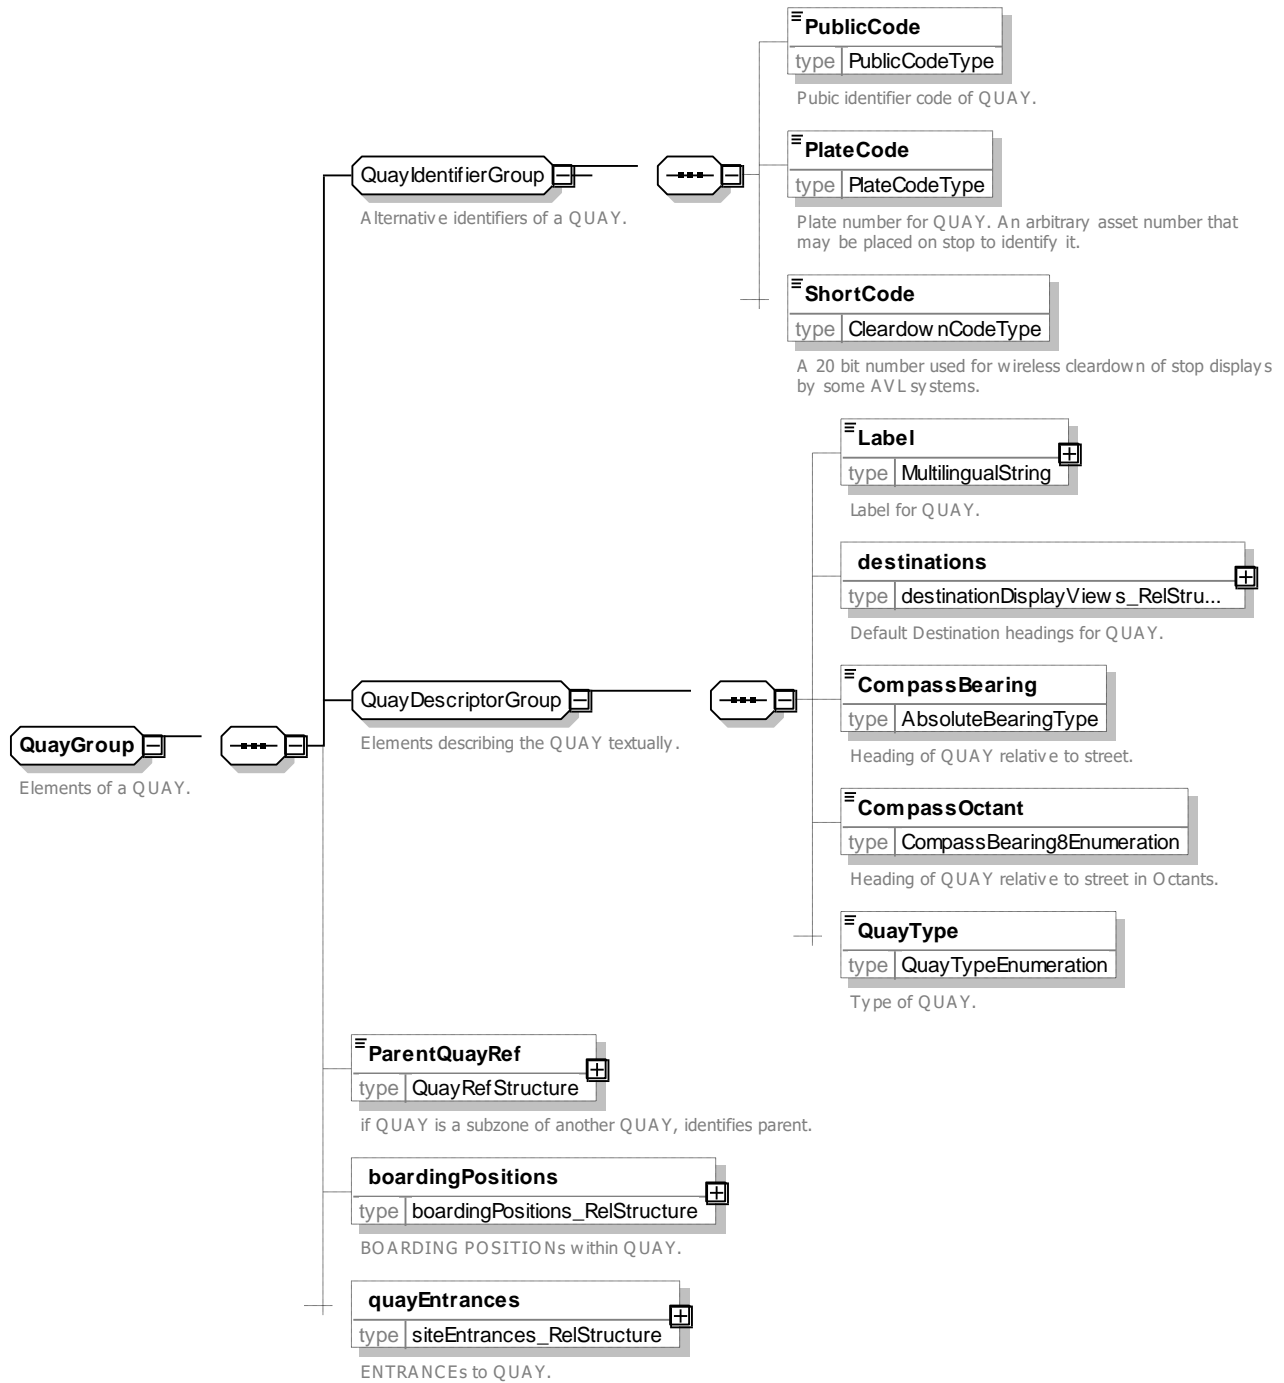 PublicCode
type PublicCodeType
Pubic identifier code of QUAY.
PlateCode
type PlateCodeType
Plate number for QUAY. An arbitrary asset number that
may be placed on stop to identify it.
QuayIdentifierGroup
Alternative identifiers of a QUAY.
ShortCode
type CleardownCodeType
A 20 bit number used for wireless cleardown of stop displays
by some AVL systems.
Label
type MultilingualString
Label for QUAY.
destinations
type destinationDisplayViews_RelStru...
Default Destination headings for QUAY.
CompassBearing
type AbsoluteBearingType
Heading of QUAY relative to street.
QuayDescriptorGroup
Elements describing the QUAY textually.
QuayGroup
Elements of a QUAY.
CompassOctant
type CompassBearing8Enumeration
Heading of QUAY relative to street in Octants.
QuayType
type QuayTypeEnumeration
Type of QUAY.
ParentQuayRef
type QuayRefStructure
if QUAY is a subzone of another QUAY, identifies parent.
boardingPositions
type boardingPositions_RelStructure
BOARDING POSITIONs within QUAY.
quayEntrances
type siteEntrances_RelStructure
ENTRANCEs to QUAY.